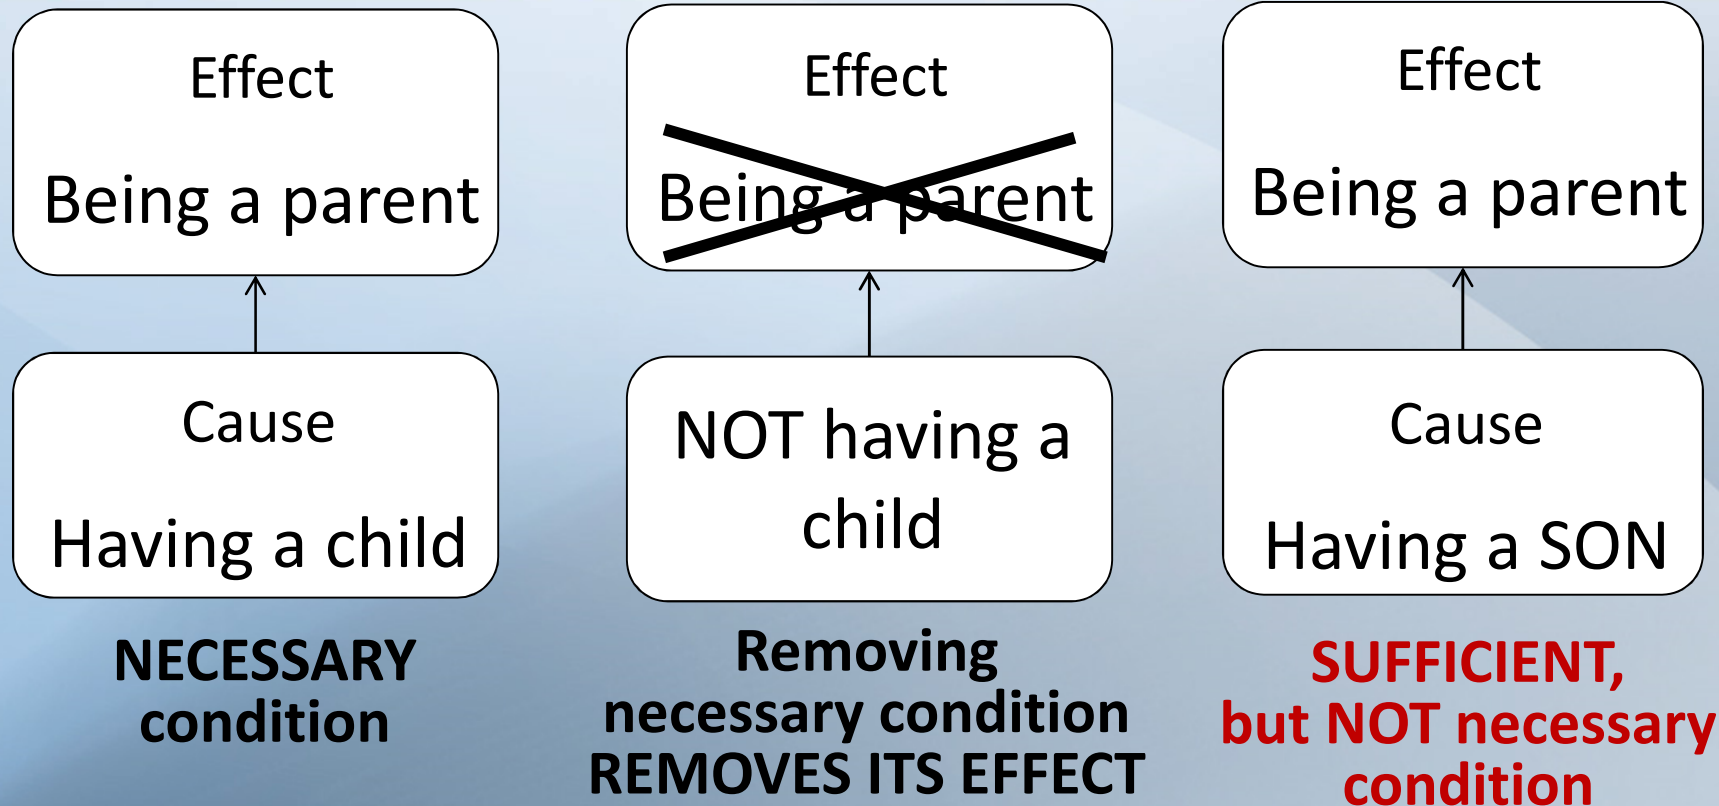 Effect
Being a parent
Cause
Having a child
NECESSARY
condition
Effect
Being a parent
NOT having a
child
Removing
necessary condition
REMOVES ITS EFFECT
Effect
Being a parent
Cause
Having a SON
SUFFICIENT,
but NOT necessary
condition